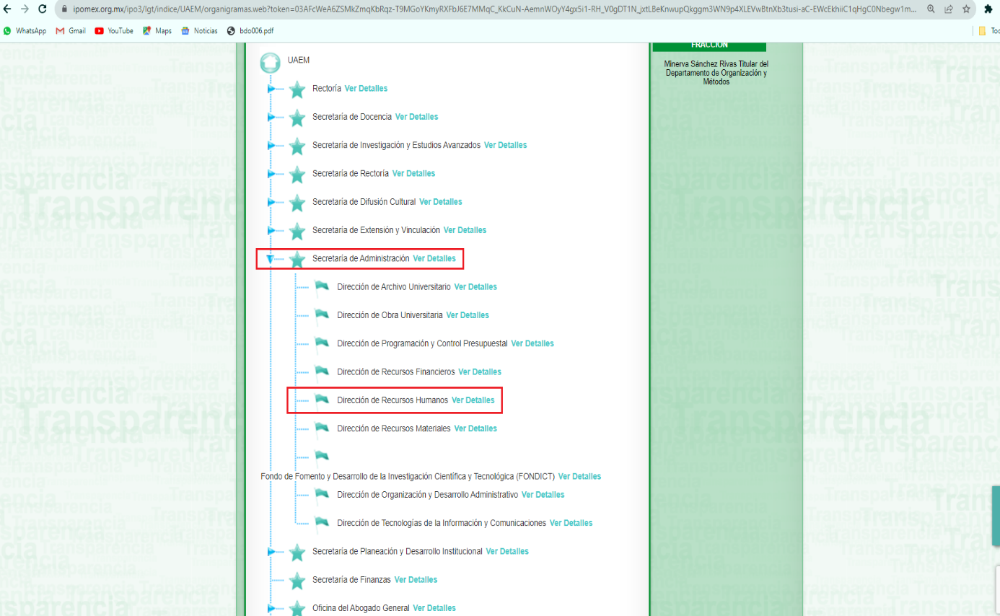 ipomex.org.mx/ipo3/lgt/indice/UAEM/organigramas.web?token=03AFcWeA6ZSMkZmqKbRqz-T9MGoYKmyRXFbJ6E7MMqC_KkCuN-AemnWOyY4gx5i1-RH_V0gDT1N_jxtLBeKnwupQkggm3WN9p4XLEVwBtnXb3tusi-aC-EWcEkhiiC1qHgC0Nbegw1m...
WhatsApp Gmail YouTube Maps Noticias bdo006.pdf
FRACCIÓN
UAEM
Minerva Sánchez Rivas Titular del
Departamento de Organización y
Métodos
Rectoría Ver Detalles
Secretaría de Docencia Ver Detalles
Secretaría de Investigación y Estudios Avanzados Ver Detalles
Secretaría de Rectoría Ver Detalles
Secretaría de Difusión Cultural Ver Detalles
Secretaría de Extensión y Vinculación Ver Detalles
Secretaría de Administración Ver Detalles
Dirección de Archivo Universitario Ver Detalles
Dirección de Obra Universitaria Ver Detalles
Dirección de Programación y Control Presupuestal Ver Detalles
Dirección de Recursos Financieros Ver Detalles
Dirección de Recursos Humanos Ver Detalles
Dirección de Recursos Materiales Ver Detalles
Fondo de Fomento y Desarrollo de la Investigación Científica y Tecnológica (FONDICT) Ver Detalles
Dirección de Organización y Desarrollo Administrativo Ver Detalles
Dirección de Tecnologías de la Información y Comunicaciones Ver Detalles
Secretaría de Planeación y Desarrollo Institucional Ver Detalles
Secretaría de Finanzas Ver Detalles
Oficina del Abogado General Ver Detalles